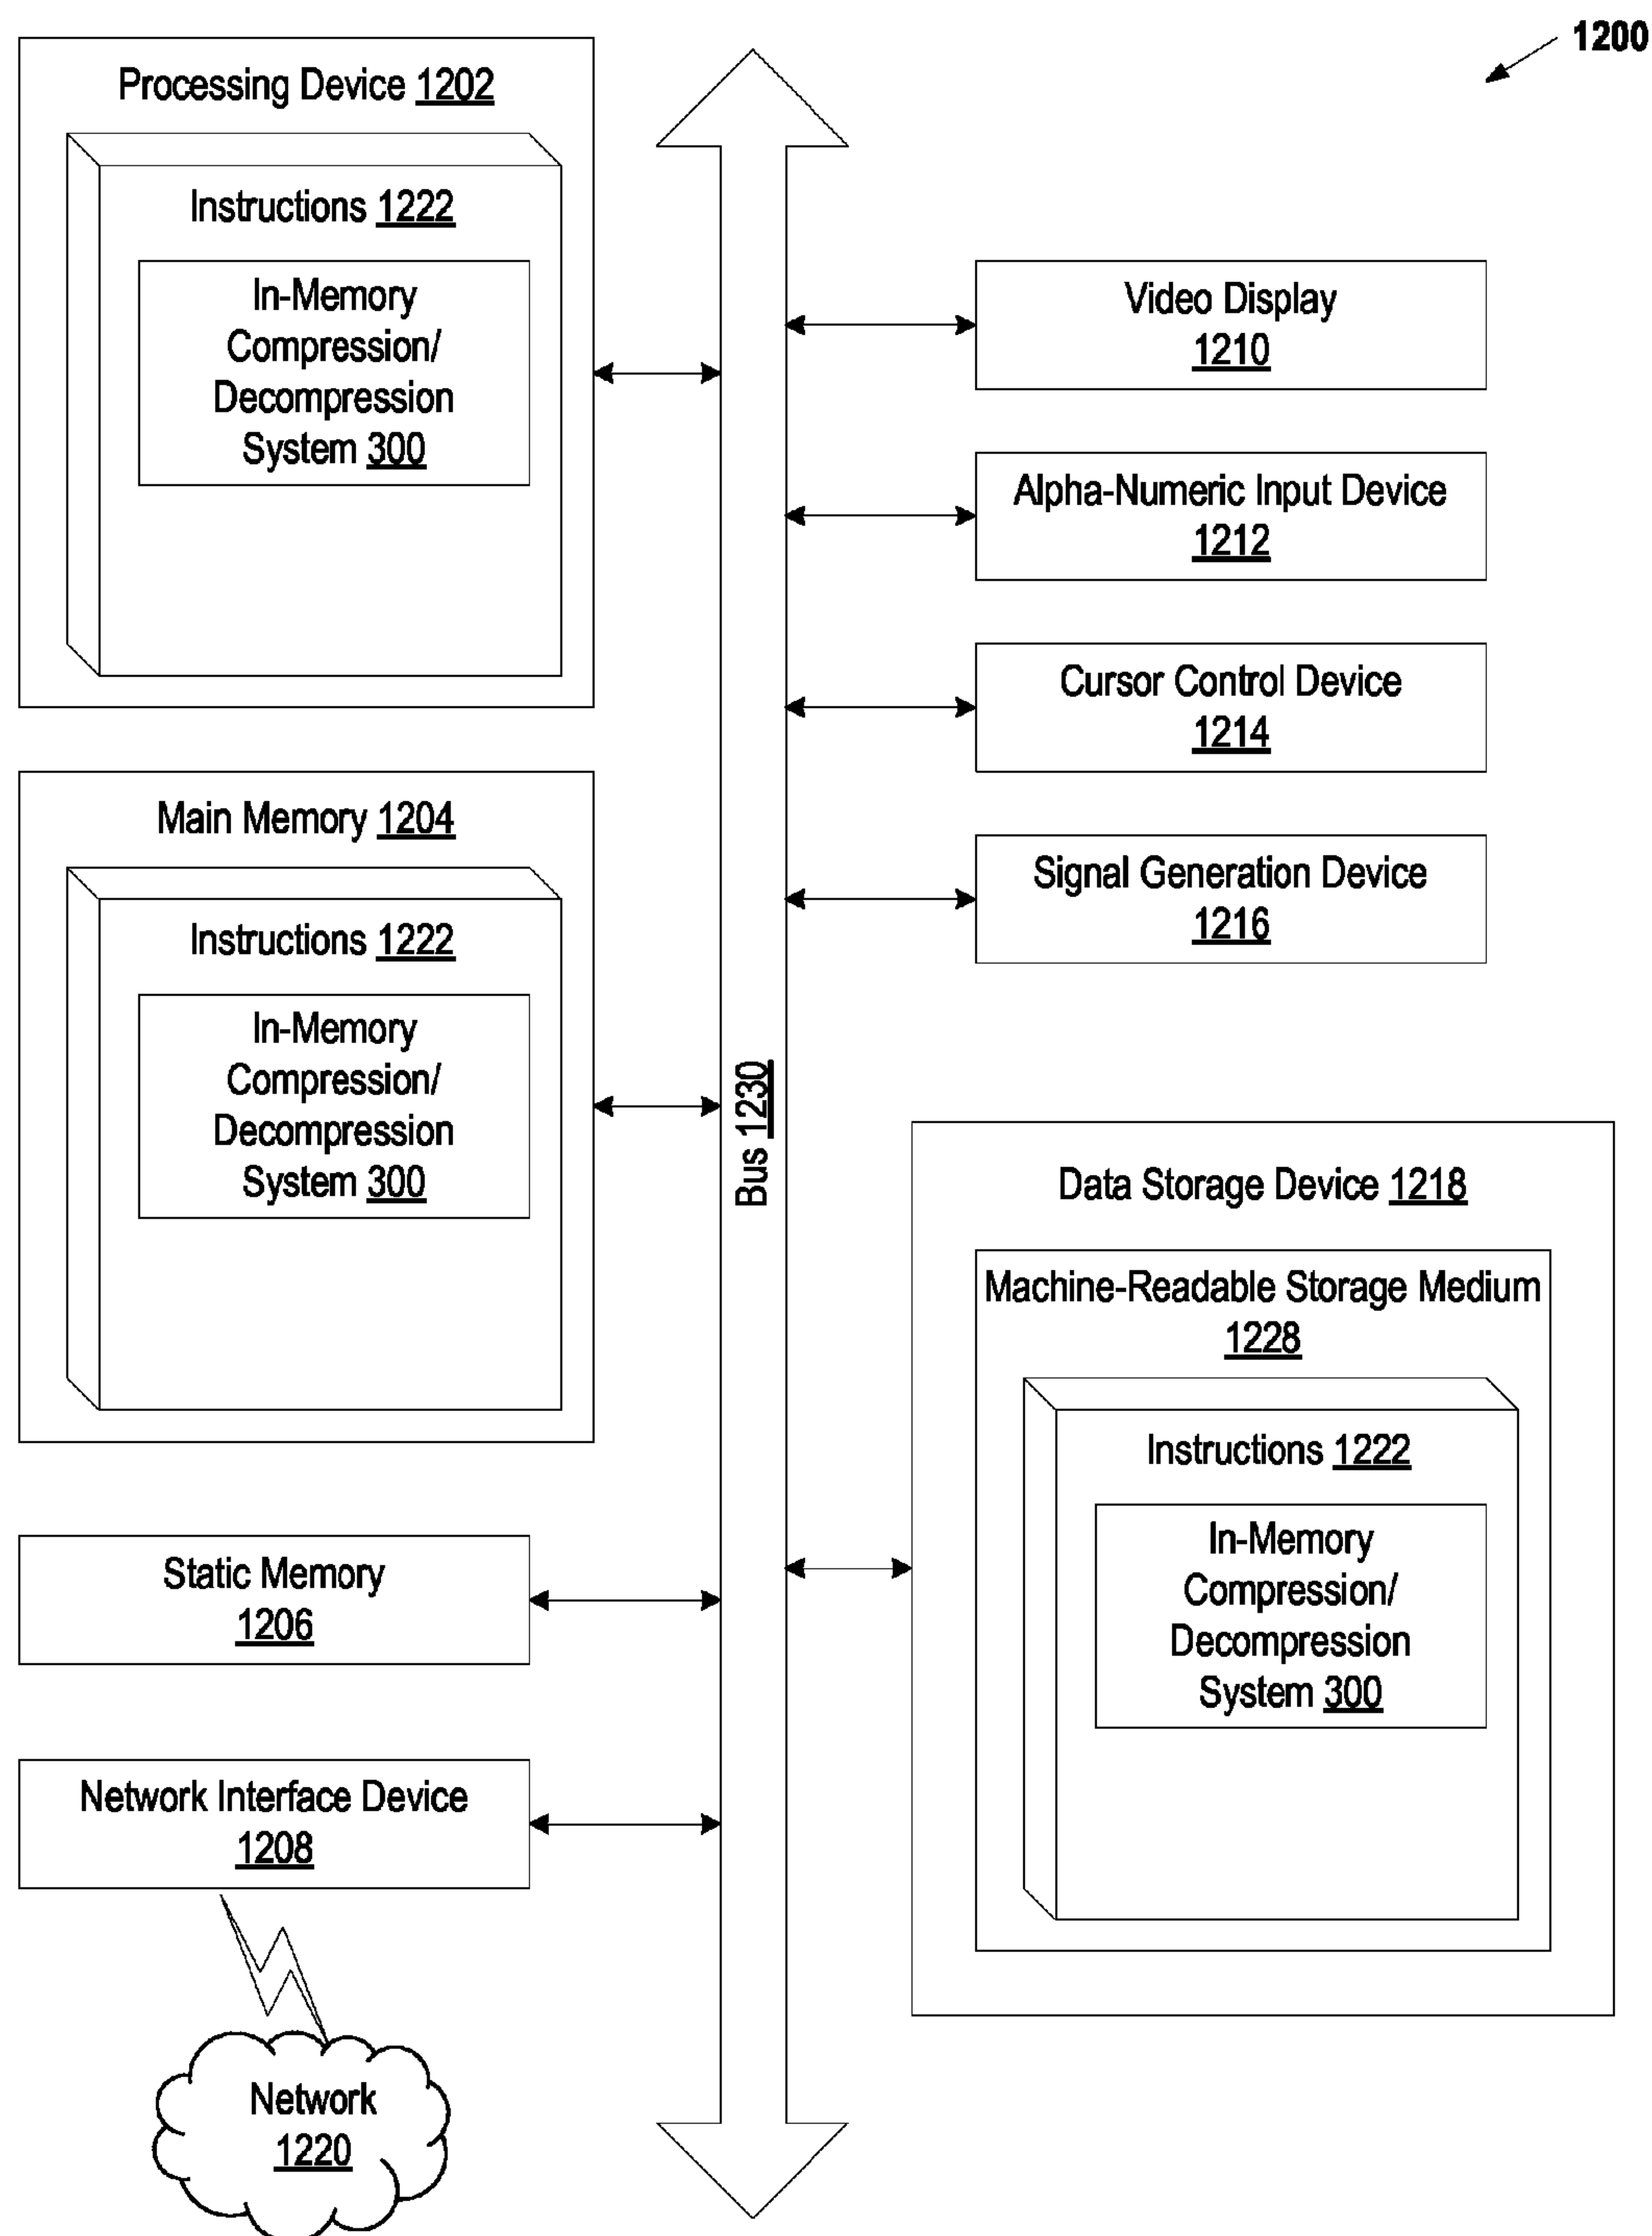 1200
Processing Device 1202
Instructions 1222
In-Memory
Compression/
Decompression
System 300
Main Memory 1204
Instructions 1222
In-Memory
Compression/
Decompression
System 300
Static Memory
1206
Network Interface Device
1208
Network
1220
Bus 1230
Video Display
1210
Alpha-Numeric Input Device
1212
Cursor Control Device
1214
Signal Generation Device
1216
Data Storage Device 1218
Machine-Readable Storage Medium
1228
Instructions 1222
In-Memory
Compression/
Decompression
System 300